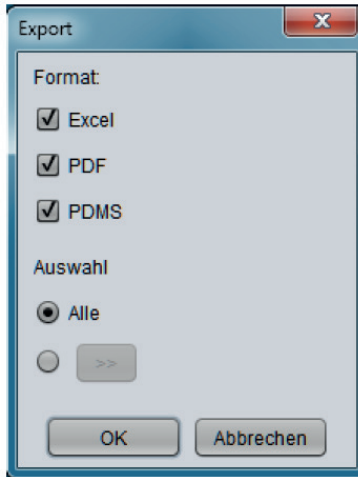 Export
Format:
Excel
PDF
PDMS
Auswahl
Alle
>>
OK
Abbrechen